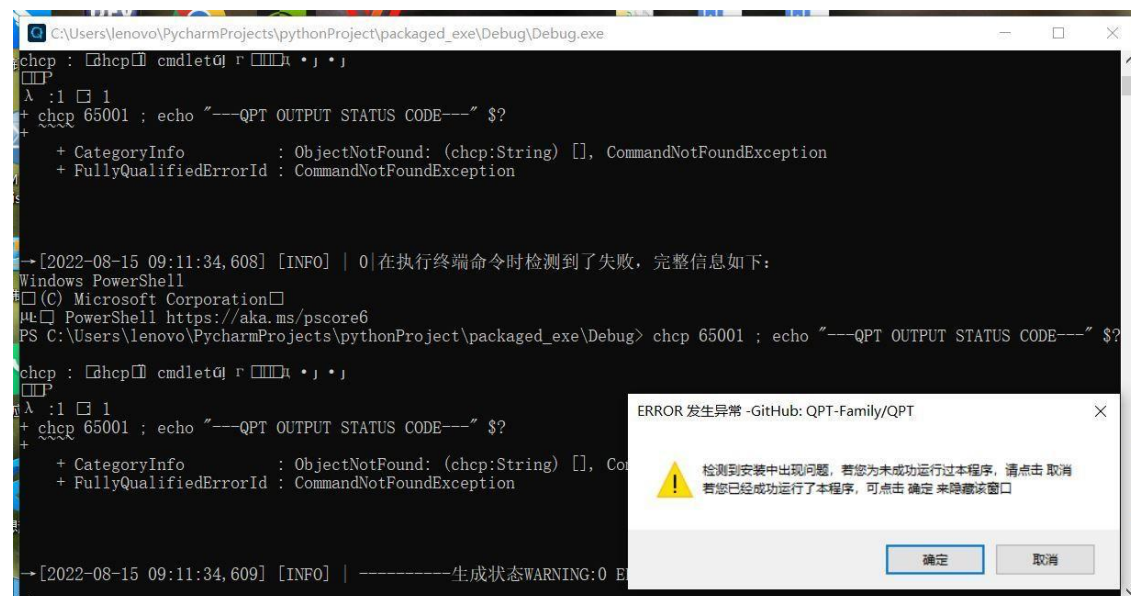 C:\Users\lenovo\PycharmProjects\pythonProject\packaged_exe\Debug\Debug.exe
chcp :
cmdlet
:1 1
+ chcp 65001 ; echo "---QPT OUTPUT STATUS CODE---" $?
+ ~~~~
+ CategoryInfo : ObjectNotFound: (chcp:String) [], CommandNotFoundException
+ FullyQualifiedErrorId : CommandNotFoundException
→[2022-08-15 09:11:34,608] [INFO] | 0|在执行终端命令时检测到了失败，完整信息如下：
Windows PowerShell
(C) Microsoft Corporation
PowerShell https://aka.ms/pscore6
PS C:\Users\lenovo\PycharmProjects\pythonProject\packaged_exe\Debug> chcp 65001 ; echo "---QPT OUTPUT STATUS CODE---" $?
chcp : cmdlet
λ :1 1
+ chcp 65001 ; echo "---QPT OUTPUT STATUS CODE---" $?
+ ~~~~
+ CategoryInfo : ObjectNotFound: (chcp:String) [],
+ FullyQualifiedErrorId : CommandNotFoundException
→[2022-08-15 09:11:34,609] [INFO] | ----------生成状态WARNING:0
ERROR 发生异常 -GitHub: QPT-Family/QPT
检测到安装中出现问题，若您为未成功运行过本程序，请点击 取消
若您已经成功运行了本程序，可点击 确定 来隐藏该窗口
确定
取消